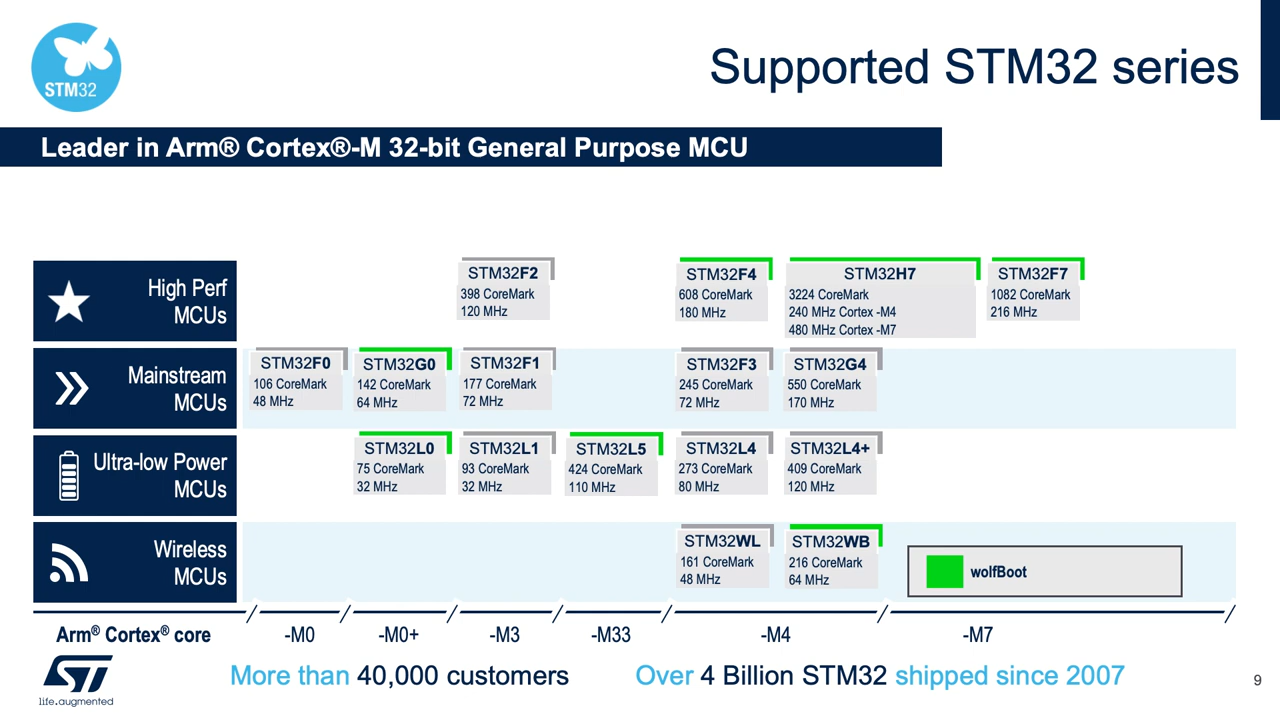 STM32
Supported STM32 series
Leader in Arm® Cortex®-M 32-bit General Purpose MCU
High Perf
MCUs
STM32F2
398 CoreMark
120 MHz
STM32F4
608 CoreMark
180 MHz
STM32H7
3224 CoreMark
240 MHz Cortex -M4
480 MHz Cortex -M7
STM32F7
1082 CoreMark
216 MHz
Mainstream
MCUs
STM32F0
106 CoreMark
48 MHz
STM32G0
142 CoreMark
64 MHz
STM32F1
177 CoreMark
72 MHz
STM32F3
245 CoreMark
72 MHz
STM32G4
550 CoreMark
170 MHz
Ultra-low Power
MCUs
STM32L0
75 CoreMark
32 MHz
STM32L1
93 CoreMark
32 MHz
STM32L5
424 CoreMark
110 MHz
STM32L4
273 CoreMark
80 MHz
STM32L4+
409 CoreMark
120 MHz
Wireless
MCUs
STM32WL
161 CoreMark
48 MHz
STM32WB
216 CoreMark
64 MHz
wolfBoot
Arm® Cortex® core
-M0
-M0+
-M3
-M33
-M4
-M7
ST
life.augmented
More than 40,000 customers
Over 4 Billion STM32 shipped since 2007
9